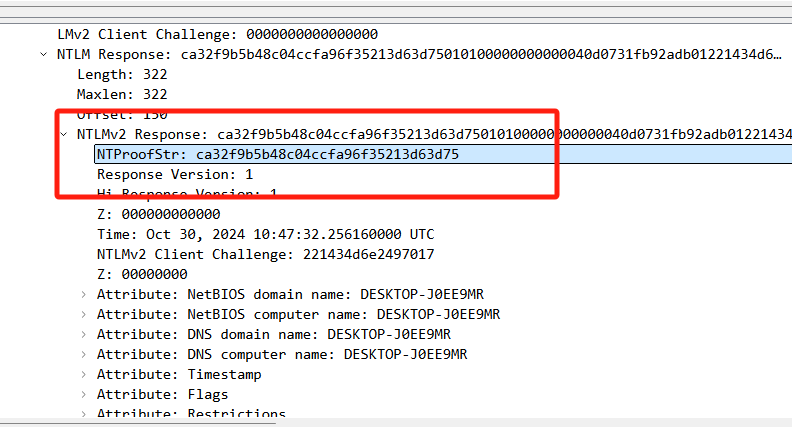 LMv2 Client Challenge: 0000000000000000
NTLM Response: ca32f9b5b48c04ccfa96f35213d63d7501010000000000000040d0731fb92adb01221434d6…
Length: 322
Maxlen: 322
Offset: 150
NTLMv2 Response: ca32f9b5b48c04ccfa96f35213d63d7501010000000000000040d0731fb92adb01221434
NTProofStr: ca32f9b5b48c04ccfa96f35213d63d75
Response Version: 1
Hi Response Version: 1
Z: 000000000000
Time: Oct 30, 2024 10:47:32.256160000 UTC
NTLMv2 Client Challenge: 221434d6e2497017
Z: 00000000
Attribute: NetBIOS domain name: DESKTOP-J0EE9MR
Attribute: NetBIOS computer name: DESKTOP-J0EE9MR
Attribute: DNS domain name: DESKTOP-J0EE9MR
Attribute: DNS computer name: DESKTOP-J0EE9MR
Attribute: Timestamp
Attribute: Flags
Attribute: Restrictions